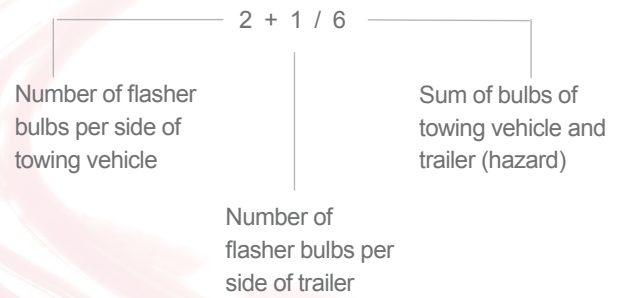 2 + 1 / 6
Number of flasher
bulbs per side of
towing vehicle
Sum of bulbs of
towing vehicle and
trailer (hazard)
Number of
flasher bulbs per
side of trailer